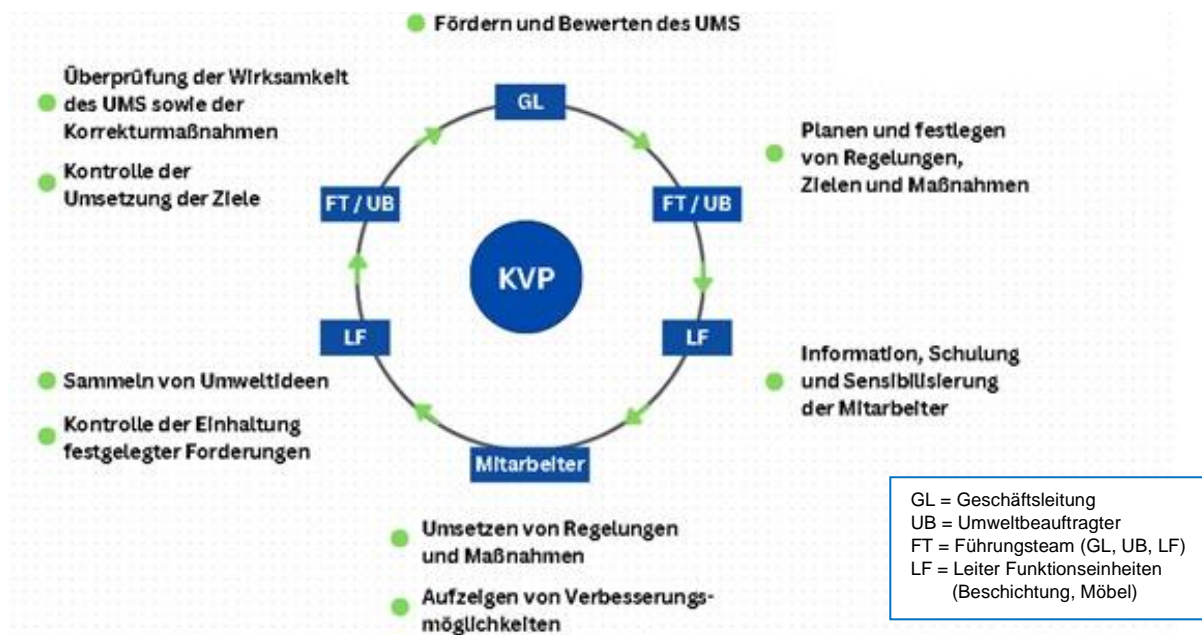 Fördern und Bewerten des UMS
Überprüfung der Wirksamkeit
des UMS sowie der
Korrekturmaßnahmen
Kontrolle der
Umsetzung der Ziele
GL
Planen und festlegen
von Regelungen,
Zielen und Maßnahmen
FT / UB
FT / UB
KVP
LF
LF
Information, Schulung
und Sensibilisierung
der Mitarbeiter
Sammeln von Umweltideen
Kontrolle der Einhaltung
festgelegter Forderungen
Mitarbeiter
Umsetzen von Regelungen
und Maßnahmen
Aufzeigen von Verbesserungs-
möglichkeiten
GL = Geschäftsleitung
UB = Umweltbeauftragter
FT = Führungsteam (GL, UB, LF)
LF = Leiter Funktionseinheiten
(Beschichtung, Möbel)